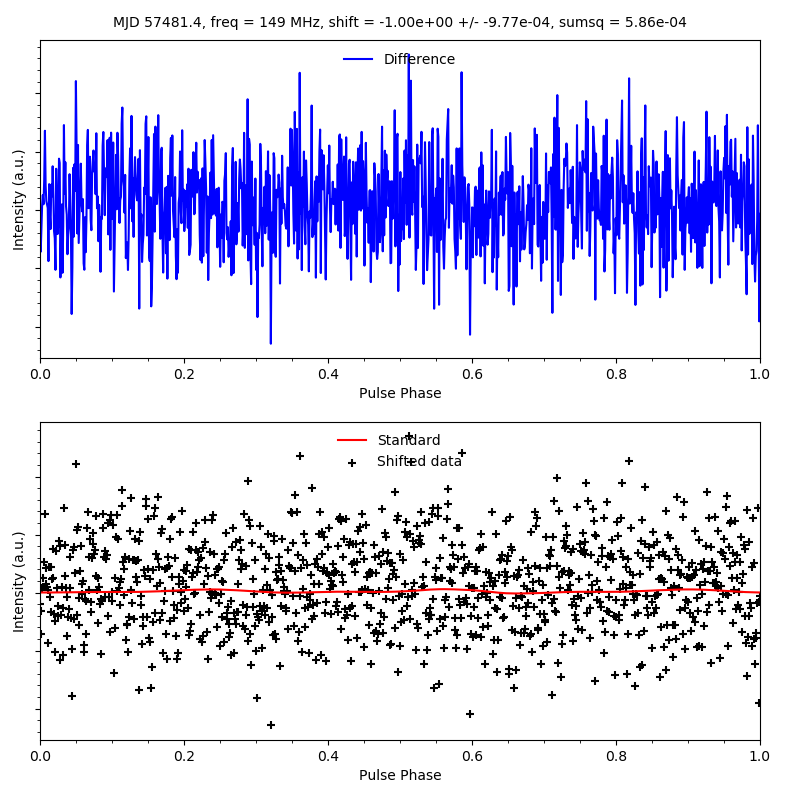 MJD 57481.4, freq = 149 MHz, shift = -1.00e+00 +/- -9.77e-04, sumsq = 5.86e-04
Difference
Intensity (a.u.)
0.0 0.2 0.4 0.6 0.8 1.0
Pulse Phase
Standard
Shifted data
Intensity (a.u.)
0.0 0.2 0.4 0.6 0.8 1.0
Pulse Phase